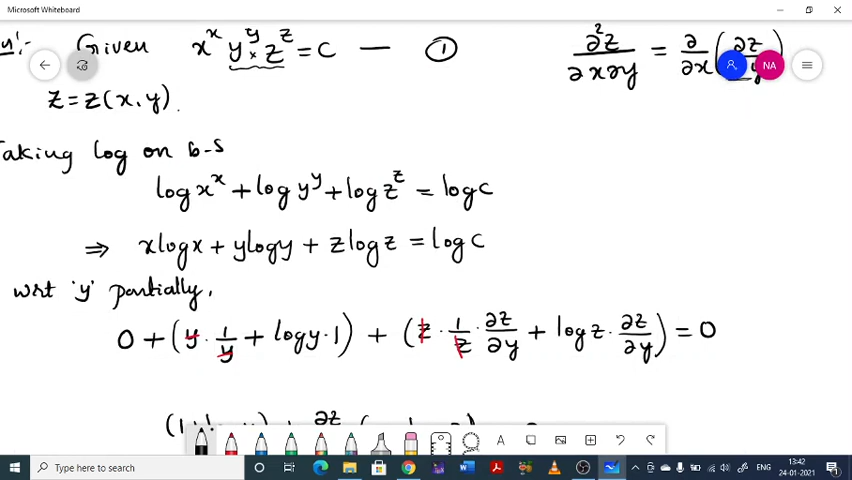 Microsoft Whiteboard
Given x^x y^y z^z = C — ①
∂²z/∂x∂y = ∂/∂x (∂z/∂y)
NA
z = z(x, y).
Taking log on b-s
log x^x + log y^y + log z^z = log C
⇒ x log x + y log y + z log z = log C
wrt 'y' partially,
0 + (y · 1/y + log y · 1) + (z · 1/z · ∂z/∂y + log z · ∂z/∂y) = 0
Type here to search
ENG
13:42
24-01-2021